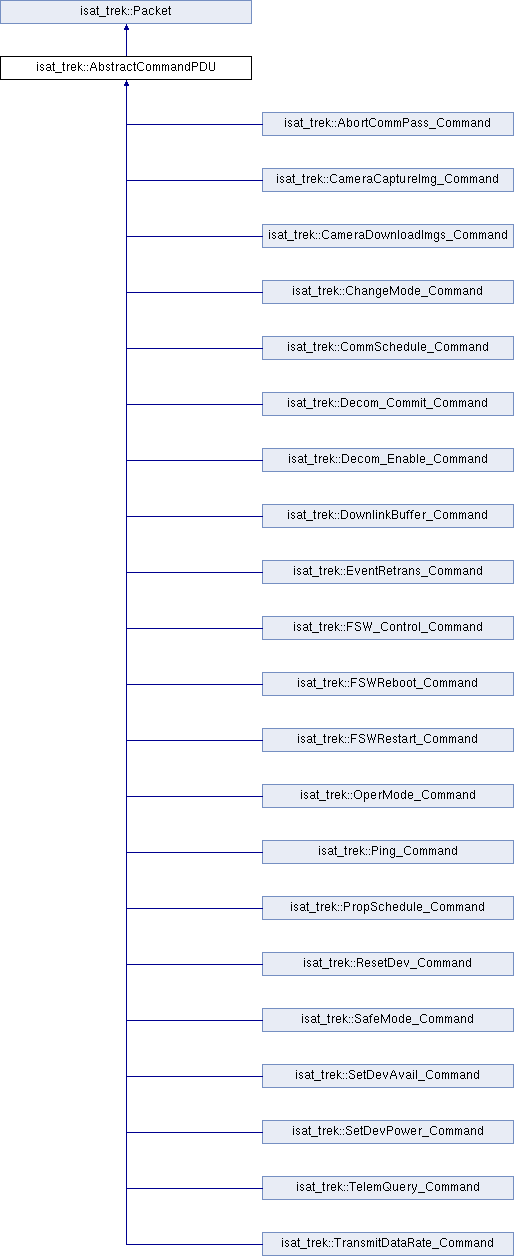 isat_trek::Packet
isat_trek::AbstractCommandPDU
isat_trek::AbortCommPass_Command
isat_trek::CameraCaptureImg_Command
isat_trek::CameraDownloadImgs_Command
isat_trek::ChangeMode_Command
isat_trek::CommSchedule_Command
isat_trek::Decom_Commit_Command
isat_trek::Decom_Enable_Command
isat_trek::DownlinkBuffer_Command
isat_trek::EventRetrans_Command
isat_trek::FSW_Control_Command
isat_trek::FSWReboot_Command
isat_trek::FSWRestart_Command
isat_trek::OperMode_Command
isat_trek::Ping_Command
isat_trek::PropSchedule_Command
isat_trek::ResetDev_Command
isat_trek::SafeMode_Command
isat_trek::SetDevAvail_Command
isat_trek::SetDevPower_Command
isat_trek::TelemQuery_Command
isat_trek::TransmitDataRate_Command